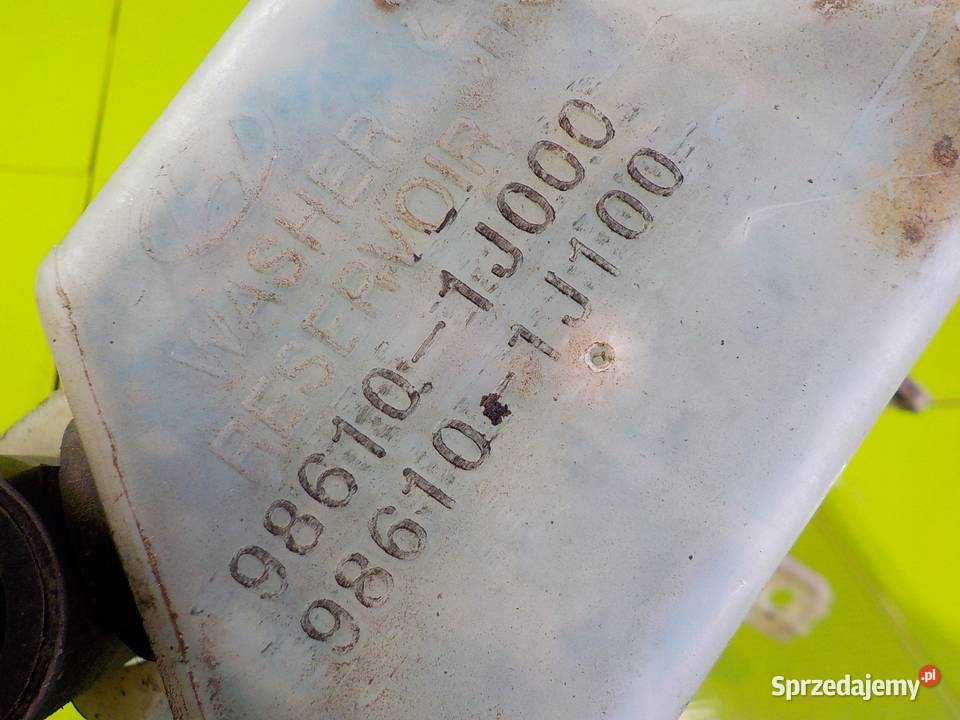 WASHER
RESERVOIR
98610-1J000
98610-1J100
Sprzedajemy.pl